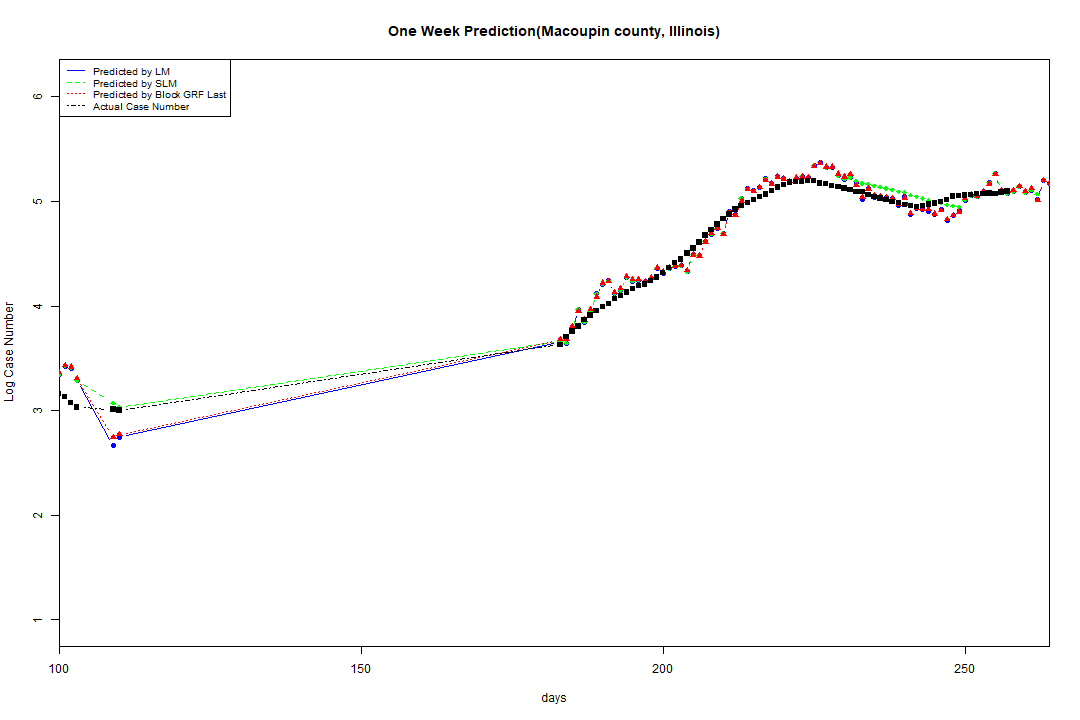 One Week Prediction(Macoupin county, Illinois)
Predicted by LM
Predicted by SLM
Predicted by Block GRF Last
Actual Case Number
6
5
4
3
2
1
Log Case Number
100 150 200 250
days